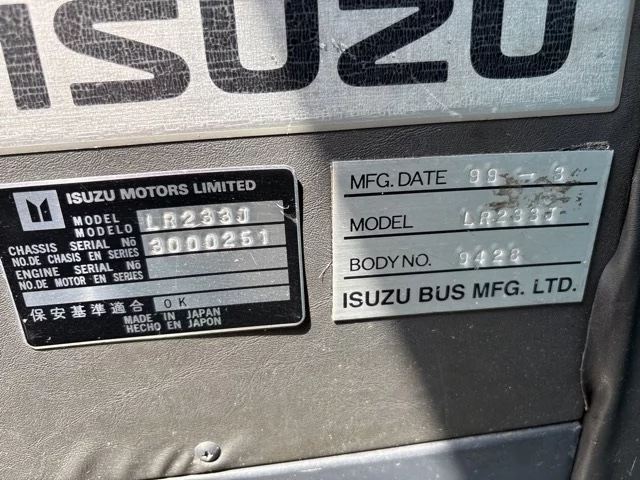 ISUZU
ISUZU MOTORS LIMITED
MODEL
MODELO LR233J
CHASSIS SERIAL No
NO.DE CHASIS EN SERIES 3000251
ENGINE SERIAL No
NO.DE MOTOR EN SERIES
保安基準適合 OK
MADE IN JAPAN
HECHO EN JAPON
MFG. DATE 99-3
MODEL LR233J
BODY NO. 9428
ISUZU BUS MFG. LTD.